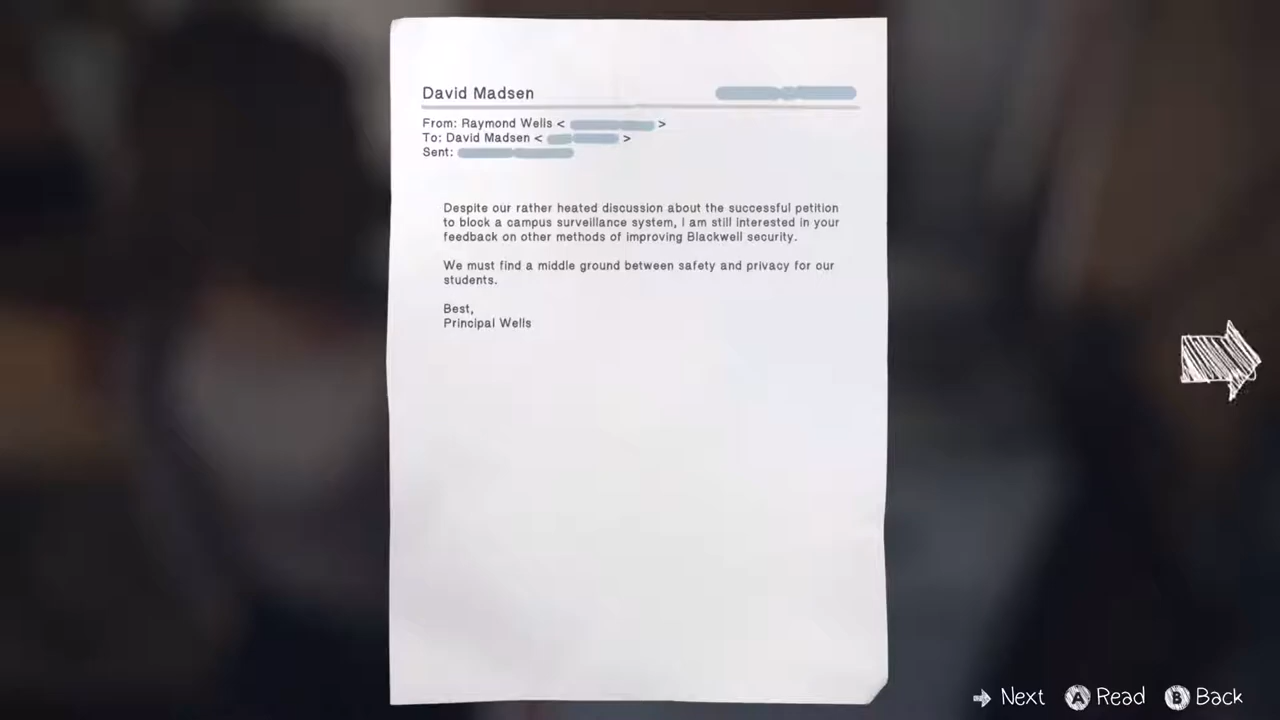 David Madsen
From: Raymond Wells < >
To: David Madsen < >
Sent:
Despite our rather heated discussion about the successful petition
to block a campus surveillance system, I am still interested in your
feedback on other methods of improving Blackwell security.
We must find a middle ground between safety and privacy for our
students.
Best,
Principal Wells
Next A Read B Back